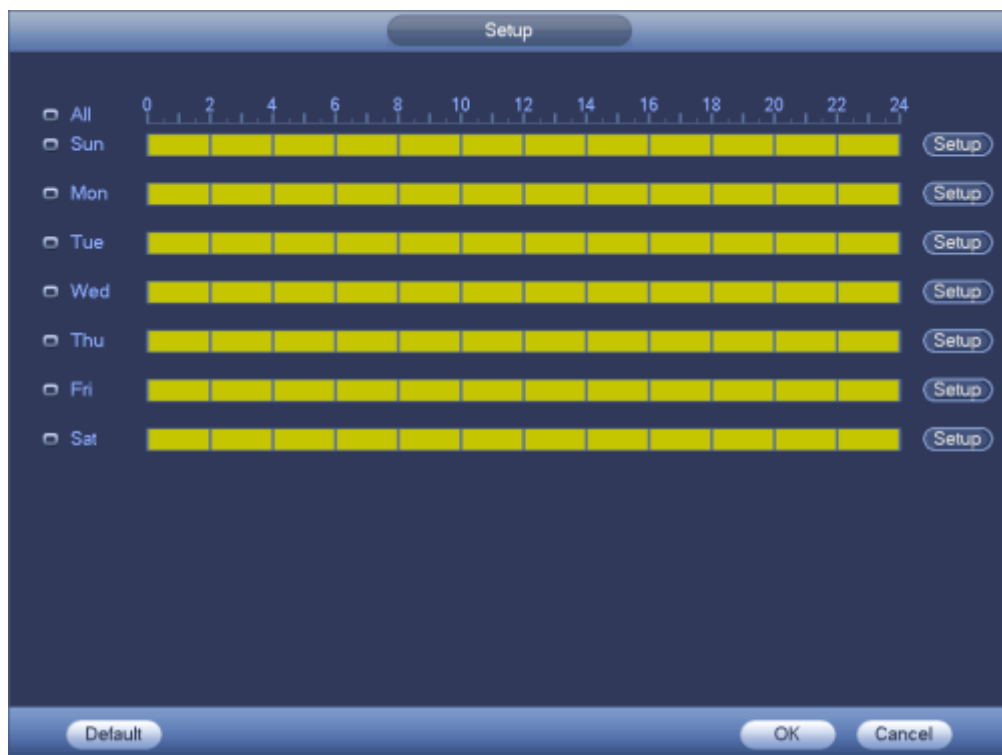 Setup
All 0 2 4 6 8 10 12 14 16 18 20 22 24
Sun Setup
Mon Setup
Tue Setup
Wed Setup
Thu Setup
Fri Setup
Sat Setup
Default OK Cancel